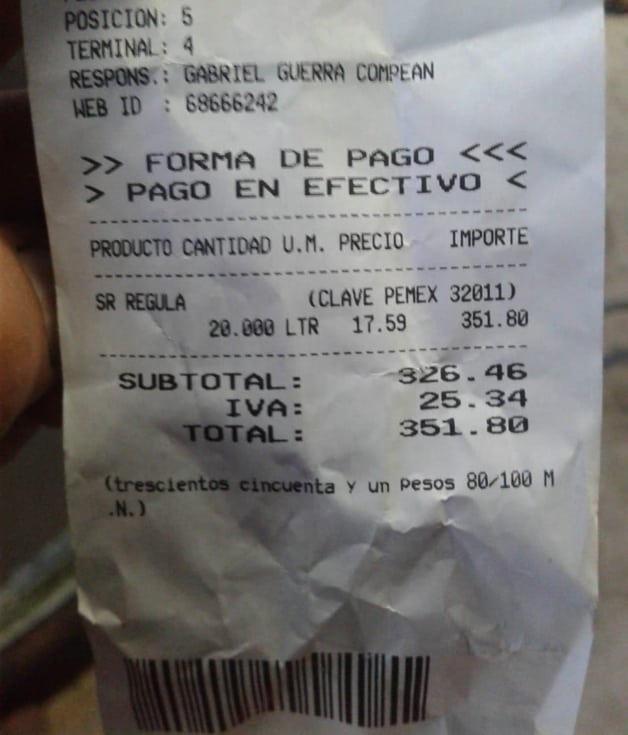 POSICION: 5
TERMINAL: 4
RESPONS.: GABRIEL GUERRA COMPEAN
WEB ID : 68666242
>> FORMA DE PAGO <<<
> PAGO EN EFECTIVO <
PRODUCTO CANTIDAD U.M. PRECIO IMPORTE
SR REGULA (CLAVE PEMEX 32011)
20.000 LTR 17.59 351.80
SUBTOTAL: 326.46
IVA: 25.34
TOTAL: 351.80
(trescientos cincuenta y un pesos 80/100 M
.N.)